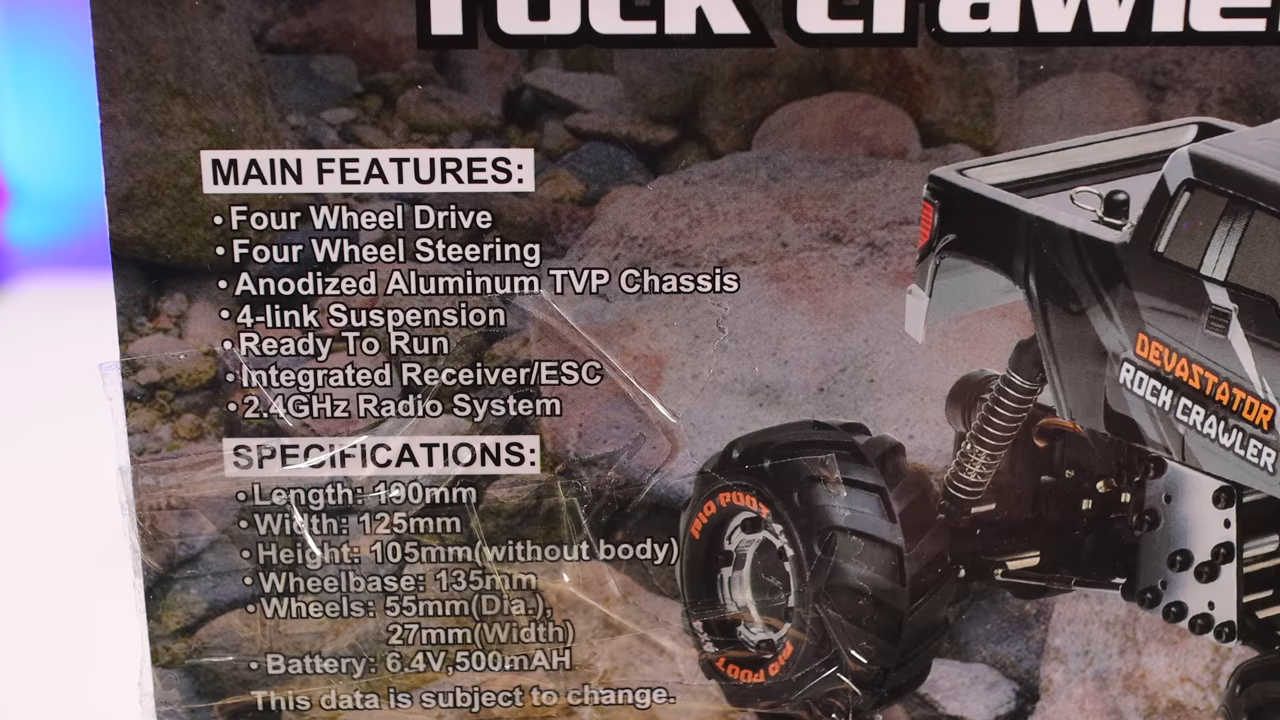 rock crawler
MAIN FEATURES:
• Four Wheel Drive
• Four Wheel Steering
• Anodized Aluminum TVP Chassis
• 4-link Suspension
• Ready To Run
• Integrated Receiver/ESC
• 2.4GHz Radio System
SPECIFICATIONS:
• Length: 190mm
• Width: 125mm
• Height: 105mm(without body)
• Wheelbase: 135mm
• Wheels: 55mm(Dia.),
27mm(Width)
• Battery: 6.4V,500mAH
This data is subject to change.
DEVASTATOR
ROCK CRAWLER